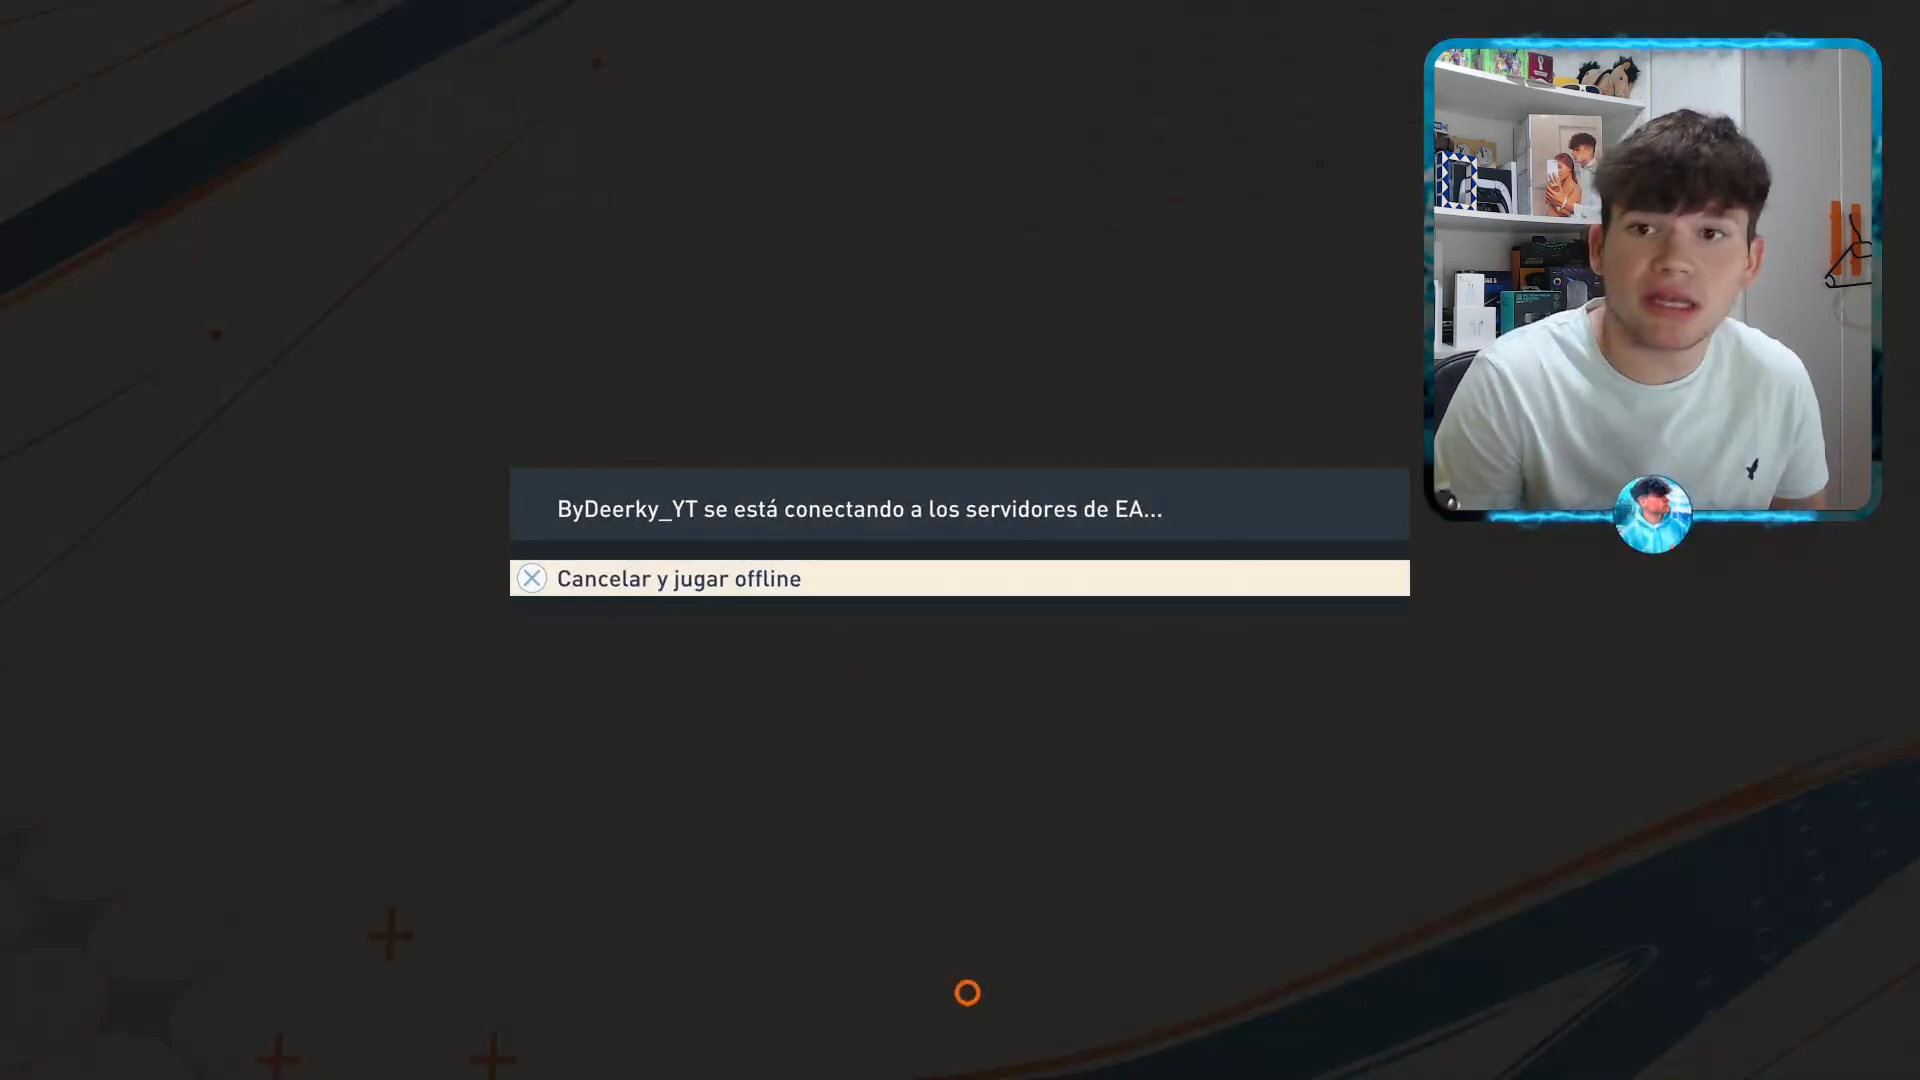 ByDeerky_YT se está conectando a los servidores de EA...
Cancelar y jugar offline